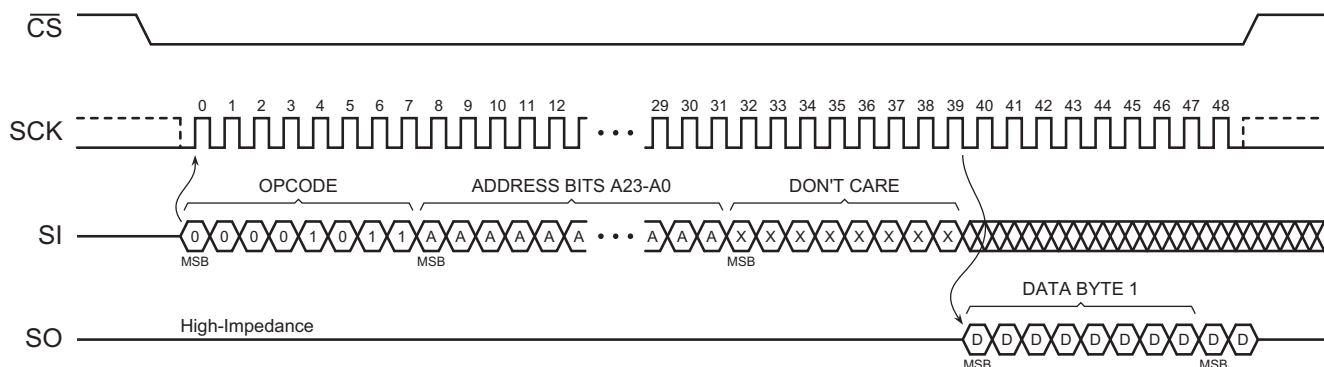 CS
0 1 2 3 4 5 6 7 8 9 10 11 12 29 30 31 32 33 34 35 36 37 38 39 40 41 42 43 44 45 46 47 48
SCK
OPCODE ADDRESS BITS A23-A0 DON'T CARE
SI 0 0 0 0 1 0 1 1 A A A A A A A A A X X X X X X X X
MSB MSB MSB
DATA BYTE 1
High-Impedance
SO D D D D D D D D D D
MSB MSB